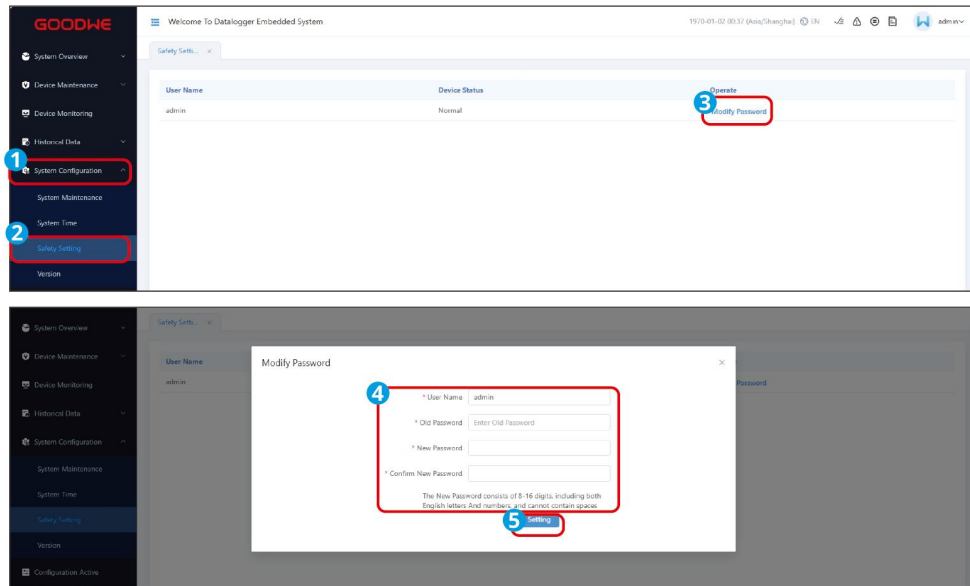 GOODWE
Welcome To Datalogger Embedded System
1970-01-02 00:37 (Asia/Shanghai) EN
admin
Safety Setti... ×
System Overview
Device Maintenance
Device Monitoring
Historical Data
1
System Configuration
System Maintenance
System Time
2
Safety Setting
Version
User Name Device Status Operate
admin Normal
3
Modify Password
System Overview
Device Maintenance
Device Monitoring
Historical Data
System Configuration
System Maintenance
System Time
Safety Setting
Version
Configuration Active
Safety Setti... ×
User Name
admin
Password
Modify Password ×
4
* User Name admin
* Old Password Enter Old Password
* New Password
* Confirm New Password
The New Password consists of 8-16 digits, including both
English letters And numbers, and cannot contain spaces
5
Setting